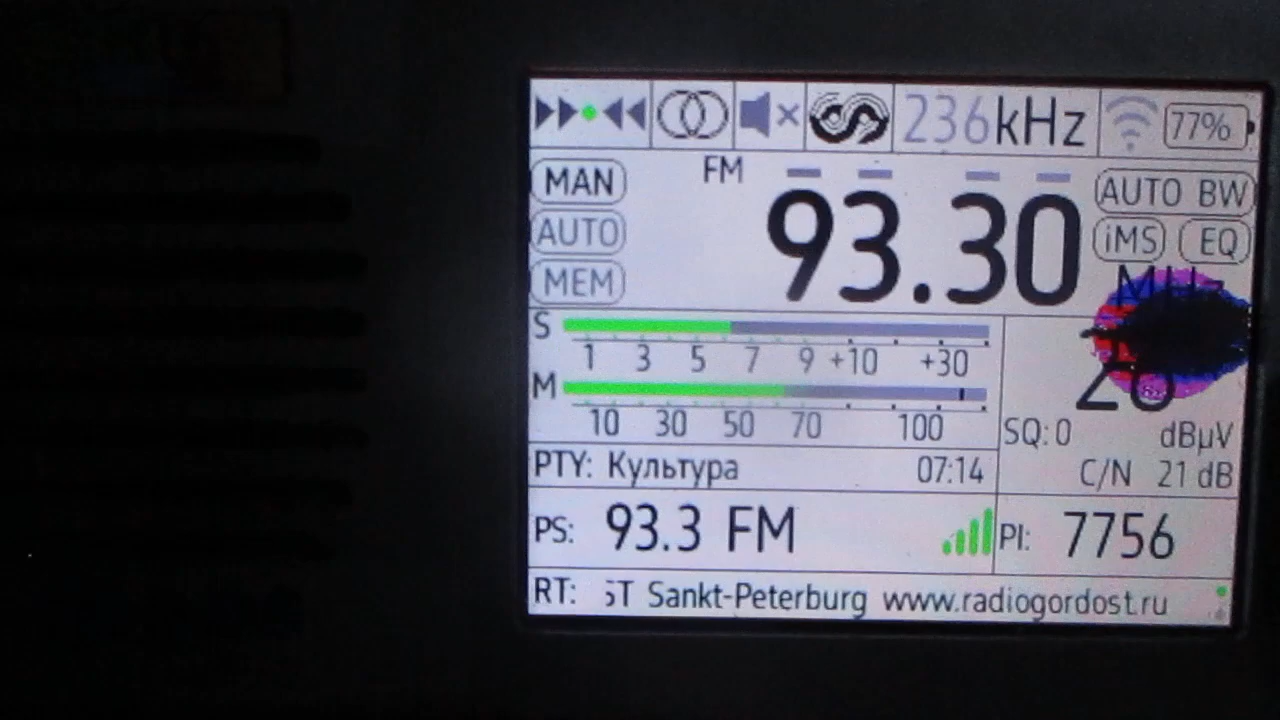 236kHz 77%
FM
MAN 93.30 AUTO BW
AUTO iMS EQ
MEM MHz
S
1 3 5 7 9 +10 +30
M
10 30 50 70 100
SQ:0 dBµV
PTY: Культура 07:14 C/N 21 dB
PS: 93.3 FM PI: 7756
RT: ST Sankt-Peterburg www.radiogordost.ru